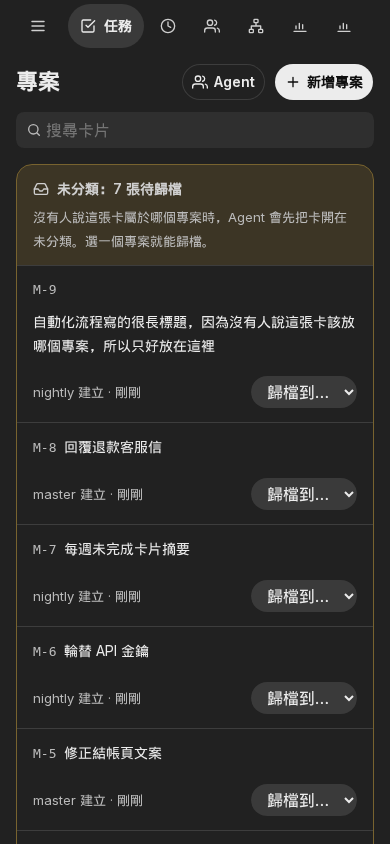 任務
專案
Agent
新增專案
搜尋卡片
未分類：7 張待歸檔
沒有人說這張卡屬於哪個專案時，Agent 會先把卡開在
未分類。選一個專案就能歸檔。
M-9
自動化流程寫的很長標題，因為沒有人說這張卡該放
哪個專案，所以只好放在這裡
nightly 建立 · 剛剛
歸檔到…
M-8 回覆退款客服信
master 建立 · 剛剛
歸檔到…
M-7 每週未完成卡片摘要
nightly 建立 · 剛剛
歸檔到…
M-6 輪替 API 金鑰
nightly 建立 · 剛剛
歸檔到…
M-5 修正結帳頁文案
master 建立 · 剛剛
歸檔到…